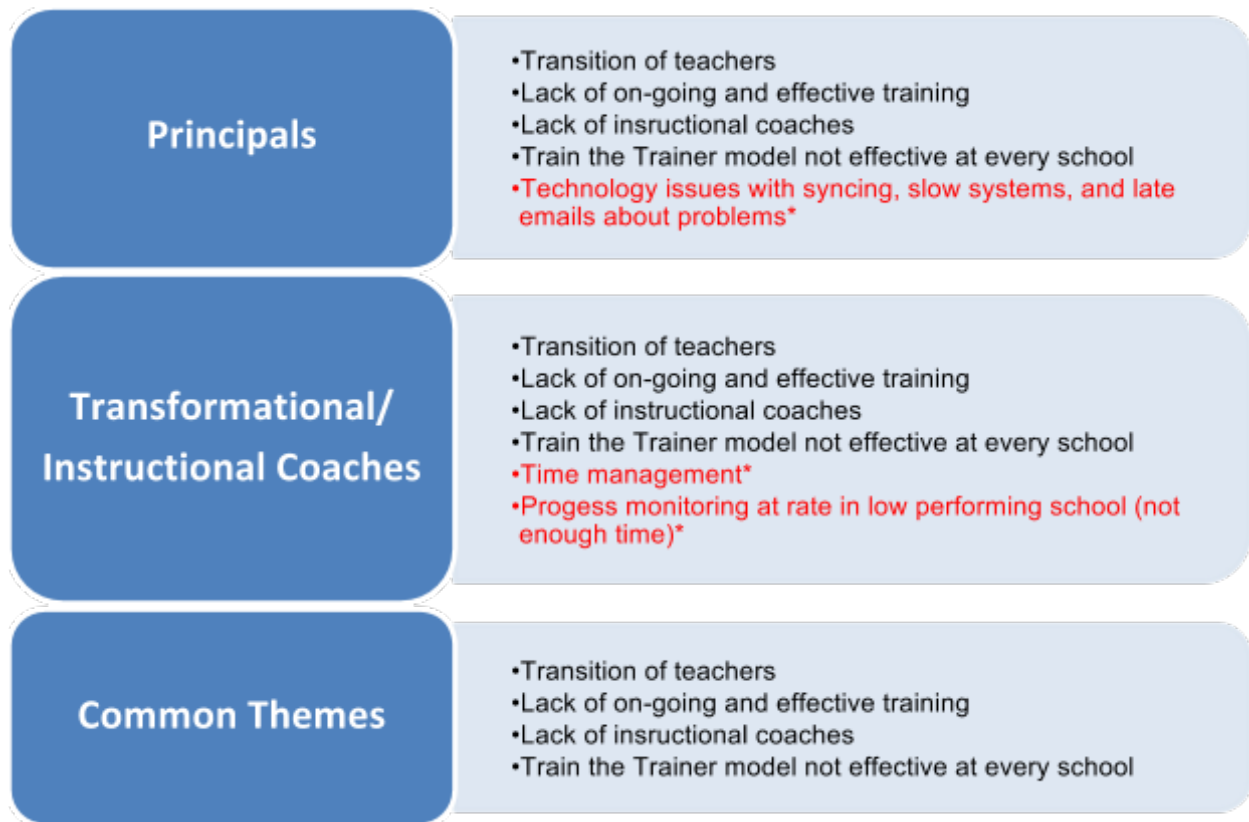 Principals
•Transition of teachers
•Lack of on-going and effective training
•Lack of insructional coaches
•Train the Trainer model not effective at every school
•Technology issues with syncing, slow systems, and late
emails about problems*
Transformational/
Instructional Coaches
•Transition of teachers
•Lack of on-going and effective training
•Lack of instructional coaches
•Train the Trainer model not effective at every school
•Time management*
•Progess monitoring at rate in low performing school (not
enough time)*
Common Themes
•Transition of teachers
•Lack of on-going and effective training
•Lack of insructional coaches
•Train the Trainer model not effective at every school